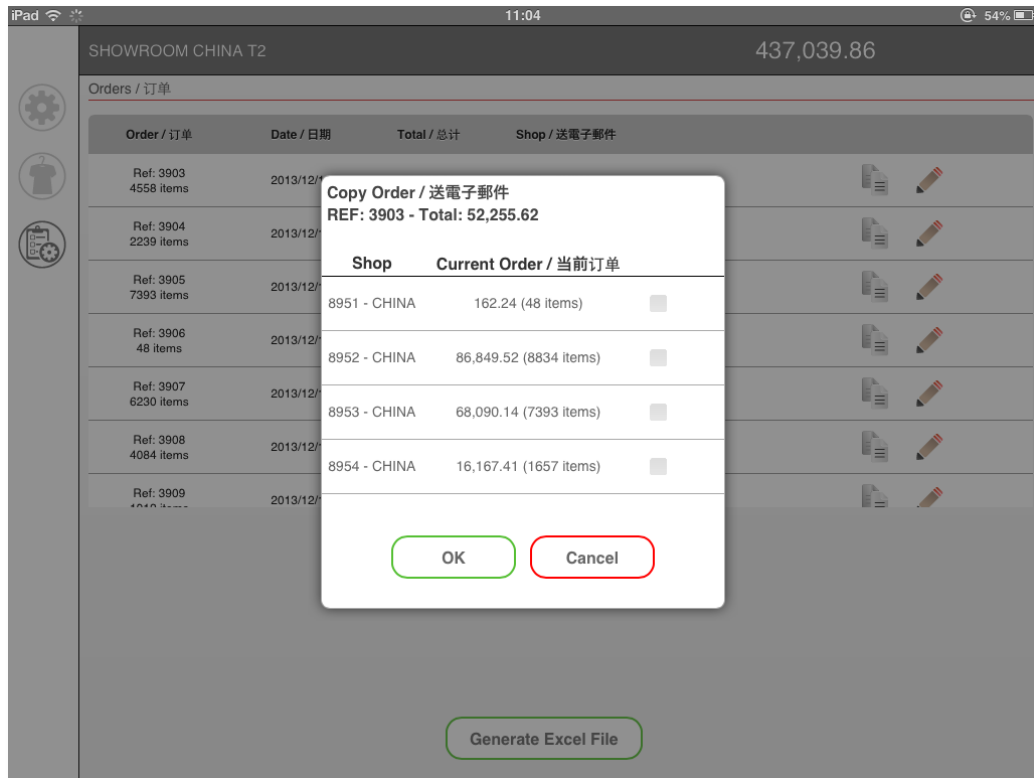 iPad 11:04 54%
SHOWROOM CHINA T2 437,039.86
Orders / 订单
Order / 订单 Date / 日期 Total / 总计 Shop / 送電子郵件
Ref: 3903
4558 items
2013/12/1
Ref: 3904
2239 items
2013/12/
Ref: 3905
7393 items
2013/12/
Ref: 3906
48 items
2013/12/
Ref: 3907
6230 items
2013/12/
Ref: 3908
4084 items
2013/12/
Ref: 3909
2013/12/
Copy Order / 送電子郵件
REF: 3903 - Total: 52,255.62
Shop Current Order / 当前订单
8951 - CHINA 162.24 (48 items)
8952 - CHINA 86,849.52 (8834 items)
8953 - CHINA 68,090.14 (7393 items)
8954 - CHINA 16,167.41 (1657 items)
OK Cancel
Generate Excel File